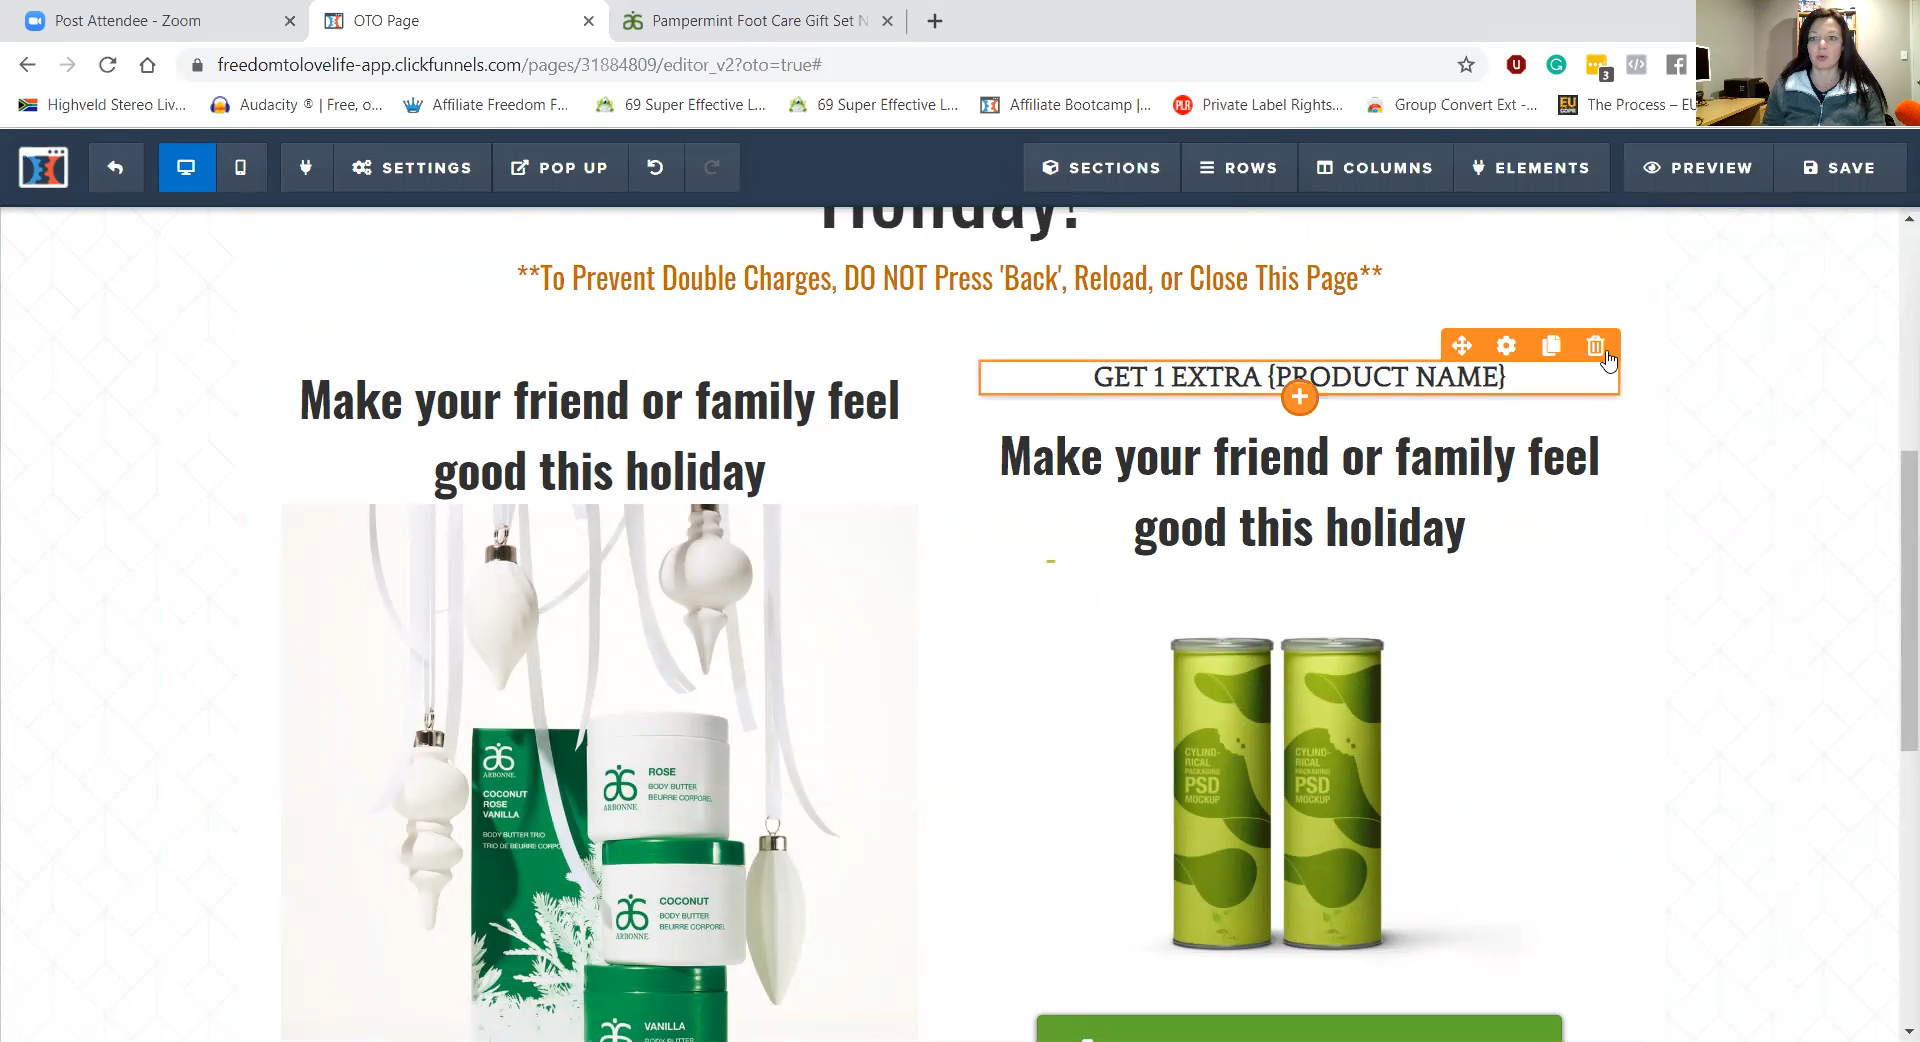 Post Attendee - Zoom
OTO Page
Pampermint Foot Care Gift Set N
freedomtolovelife-app.clickfunnels.com/pages/31884809/editor_v2?oto=true#
3
Highveld Stereo Liv...
Audacity ® | Free, o...
Affiliate Freedom F...
69 Super Effective L...
69 Super Effective L...
Affiliate Bootcamp |...
PLR
Private Label Rights...
Group Convert Ext -...
EU
The Process – EU
SETTINGS
POP UP
SECTIONS
ROWS
COLUMNS
ELEMENTS
PREVIEW
SAVE
Holiday!
**To Prevent Double Charges, DO NOT Press 'Back', Reload, or Close This Page**
Make your friend or family feel
good this holiday
GET 1 EXTRA {PRODUCT NAME}
Make your friend or family feel
good this holiday
ARBONNE
COCONUT
ROSE
VANILLA
BODY BUTTER TRIO
TRIO DE BEURRE CORPO
ROSE
BODY BUTTER
BEURRE CORPOREL
ARBONNE
COCONUT
BODY BUTTER
BEURRE CORPOREL
ARBONNE
VANILLA
BODY BUTTER
CYLIND-
RICAL
PACKAGING
PSD
MOCKUP
CYLIND-
RICAL
PACKAGING
PSD
MOCKUP